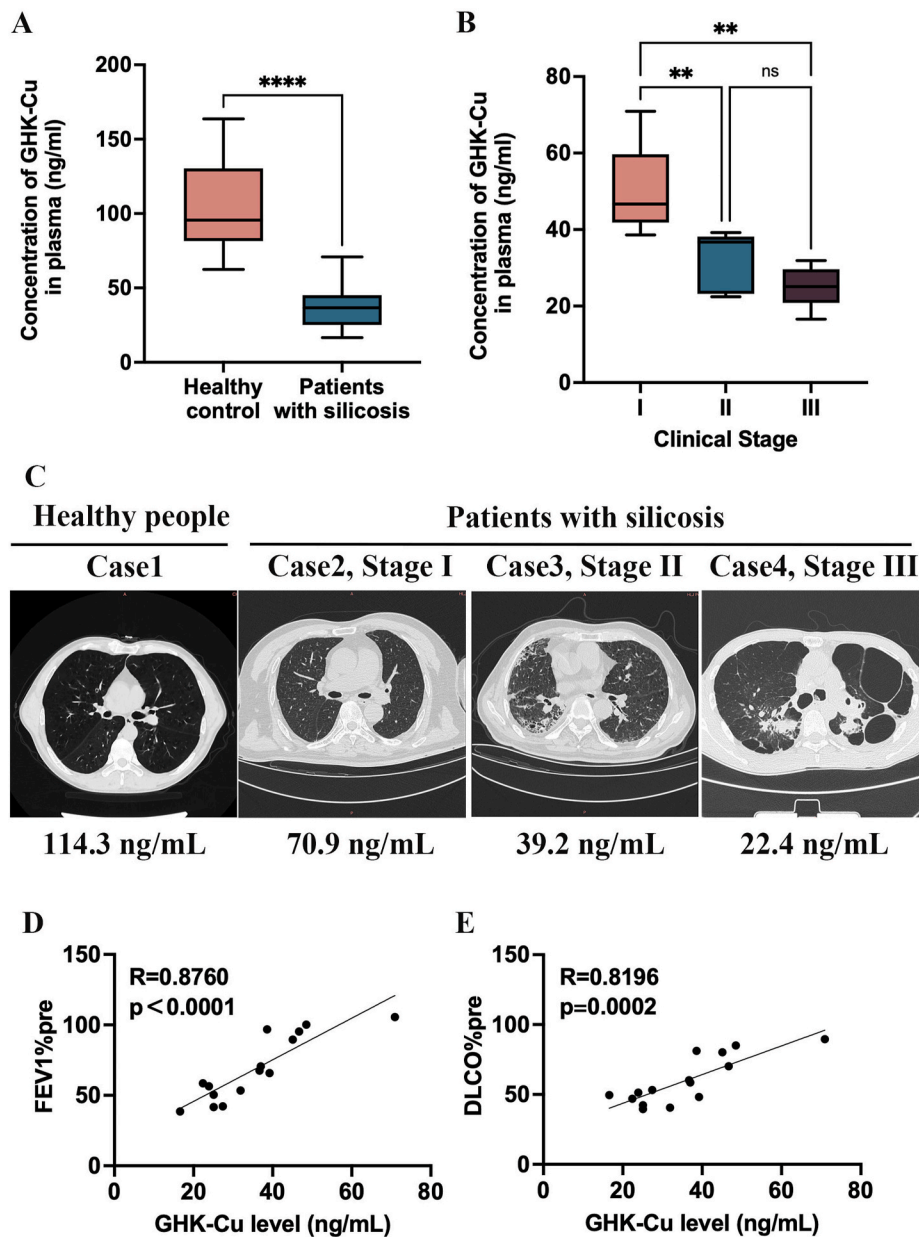 A
Concentration of GHK-Cu
in plasma (ng/ml)
200
150
100
50
0
****
Healthy
control
Patients
with silicosis
B
Concentration of GHK-Cu
in plasma (ng/ml)
80
60
40
20
0
**
**
ns
I
II
III
Clinical Stage
C
Healthy people
Patients with silicosis
Case1
Case2, Stage I
Case3, Stage II
Case4, Stage III
114.3 ng/mL
70.9 ng/mL
39.2 ng/mL
22.4 ng/mL
D
FEV1%pre
150
100
50
0
R=0.8760
p<0.0001
0
20
40
60
80
GHK-Cu level (ng/mL)
E
DLCO%pre
150
100
50
0
R=0.8196
p=0.0002
0
20
40
60
80
GHK-Cu level (ng/mL)